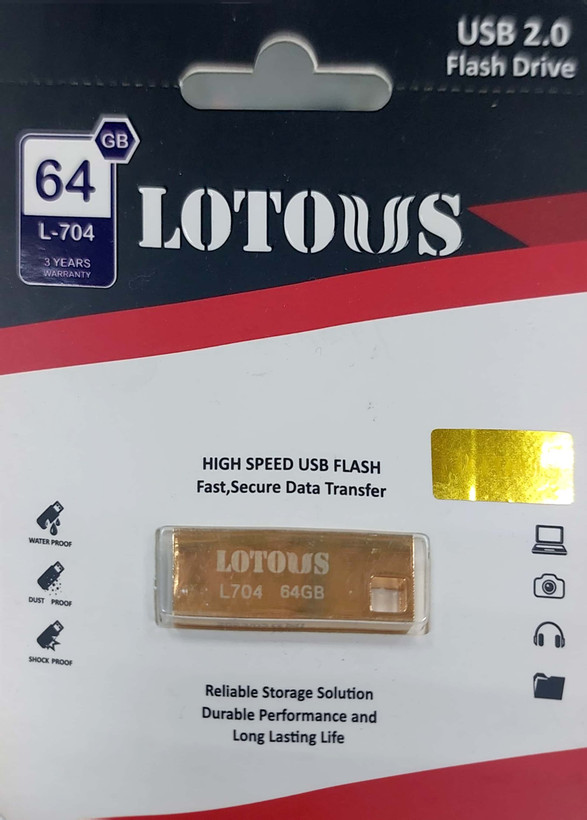 USB 2.0
Flash Drive
GB
64
L-704
3 YEARS
WARRANTY
LOTOUS
HIGH SPEED USB FLASH
Fast,Secure Data Transfer
WATER PROOF
DUST PROOF
SHOCK PROOF
LOTOUS
L704 64GB
Reliable Storage Solution
Durable Performance and
Long Lasting Life